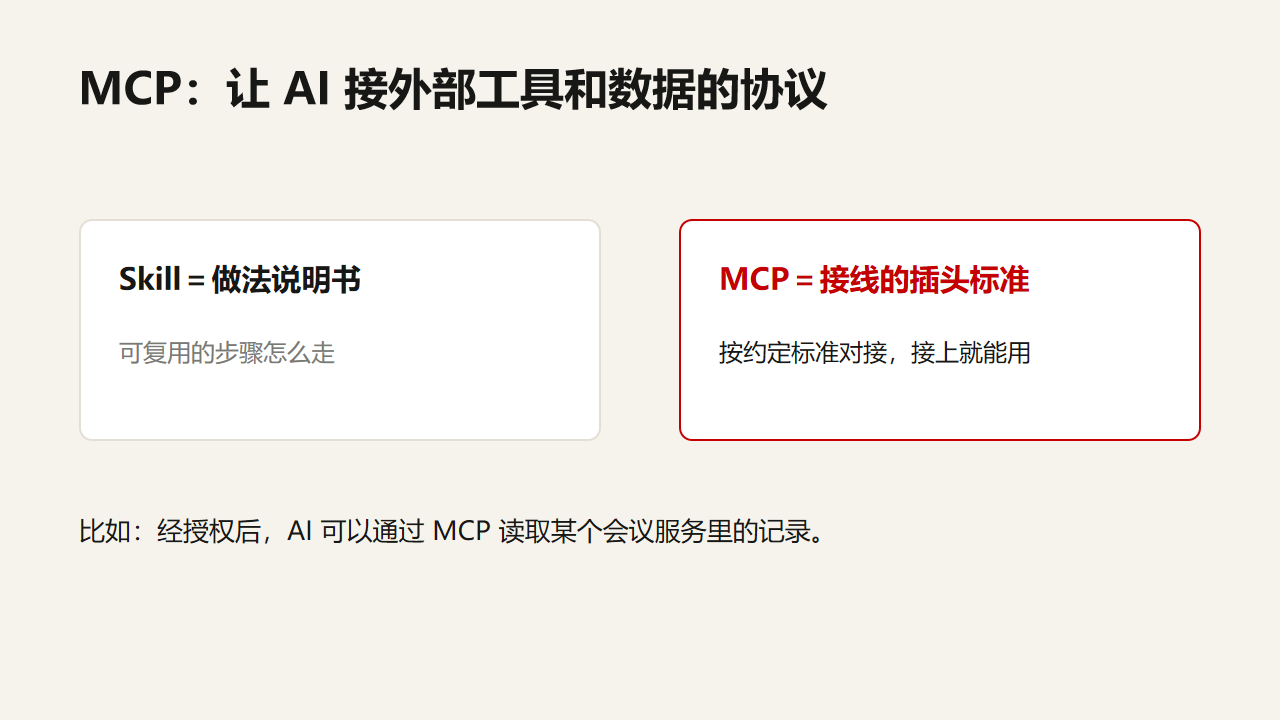 MCP：让 AI 接外部工具和数据的协议
Skill＝做法说明书
可复用的步骤怎么走
MCP＝接线的插头标准
按约定标准对接，接上就能用
比如：经授权后，AI 可以通过 MCP 读取某个会议服务里的记录。